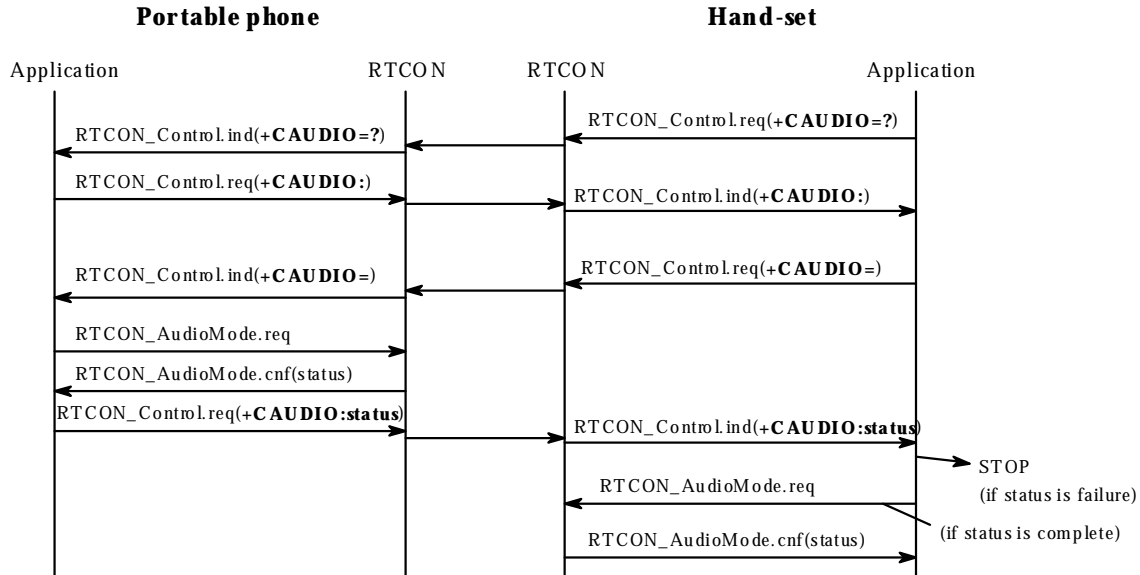 Portable phone
Hand-set
Application
RTCON
RTCON
Application
RTCON_Control.req(+CAUDIO=?)
RTCON_Control.ind(+CAUDIO=?)
RTCON_Control.req(+CAUDIO:)
RTCON_Control.ind(+CAUDIO:)
RTCON_Control.req(+CAUDIO=)
RTCON_Control.ind(+CAUDIO=)
RTCON_AudioMode.req
RTCON_AudioMode.cnf(status)
RTCON_Control.req(+CAUDIO:status)
RTCON_Control.ind(+CAUDIO:status)
STOP
(if status is failure)
RTCON_AudioMode.req
(if status is complete)
RTCON_AudioMode.cnf(status)